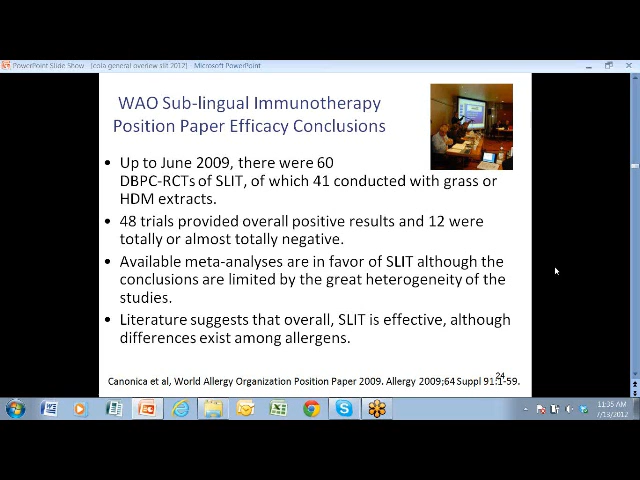 PowerPoint Slide Show - (cola general overiew slit 2012) - Microsoft PowerPoint
WAO Sub-lingual Immunotherapy
Position Paper Efficacy Conclusions
• Up to June 2009, there were 60
DBPC-RCTs of SLIT, of which 41 conducted with grass or
HDM extracts.
• 48 trials provided overall positive results and 12 were
totally or almost totally negative.
• Available meta-analyses are in favor of SLIT although the
conclusions are limited by the great heterogeneity of the
studies.
• Literature suggests that overall, SLIT is effective, although
differences exist among allergens.
24
Canonica et al, World Allergy Organization Position Paper 2009. Allergy 2009;64 Suppl 91:1-59.
11:35 AM
7/13/2012